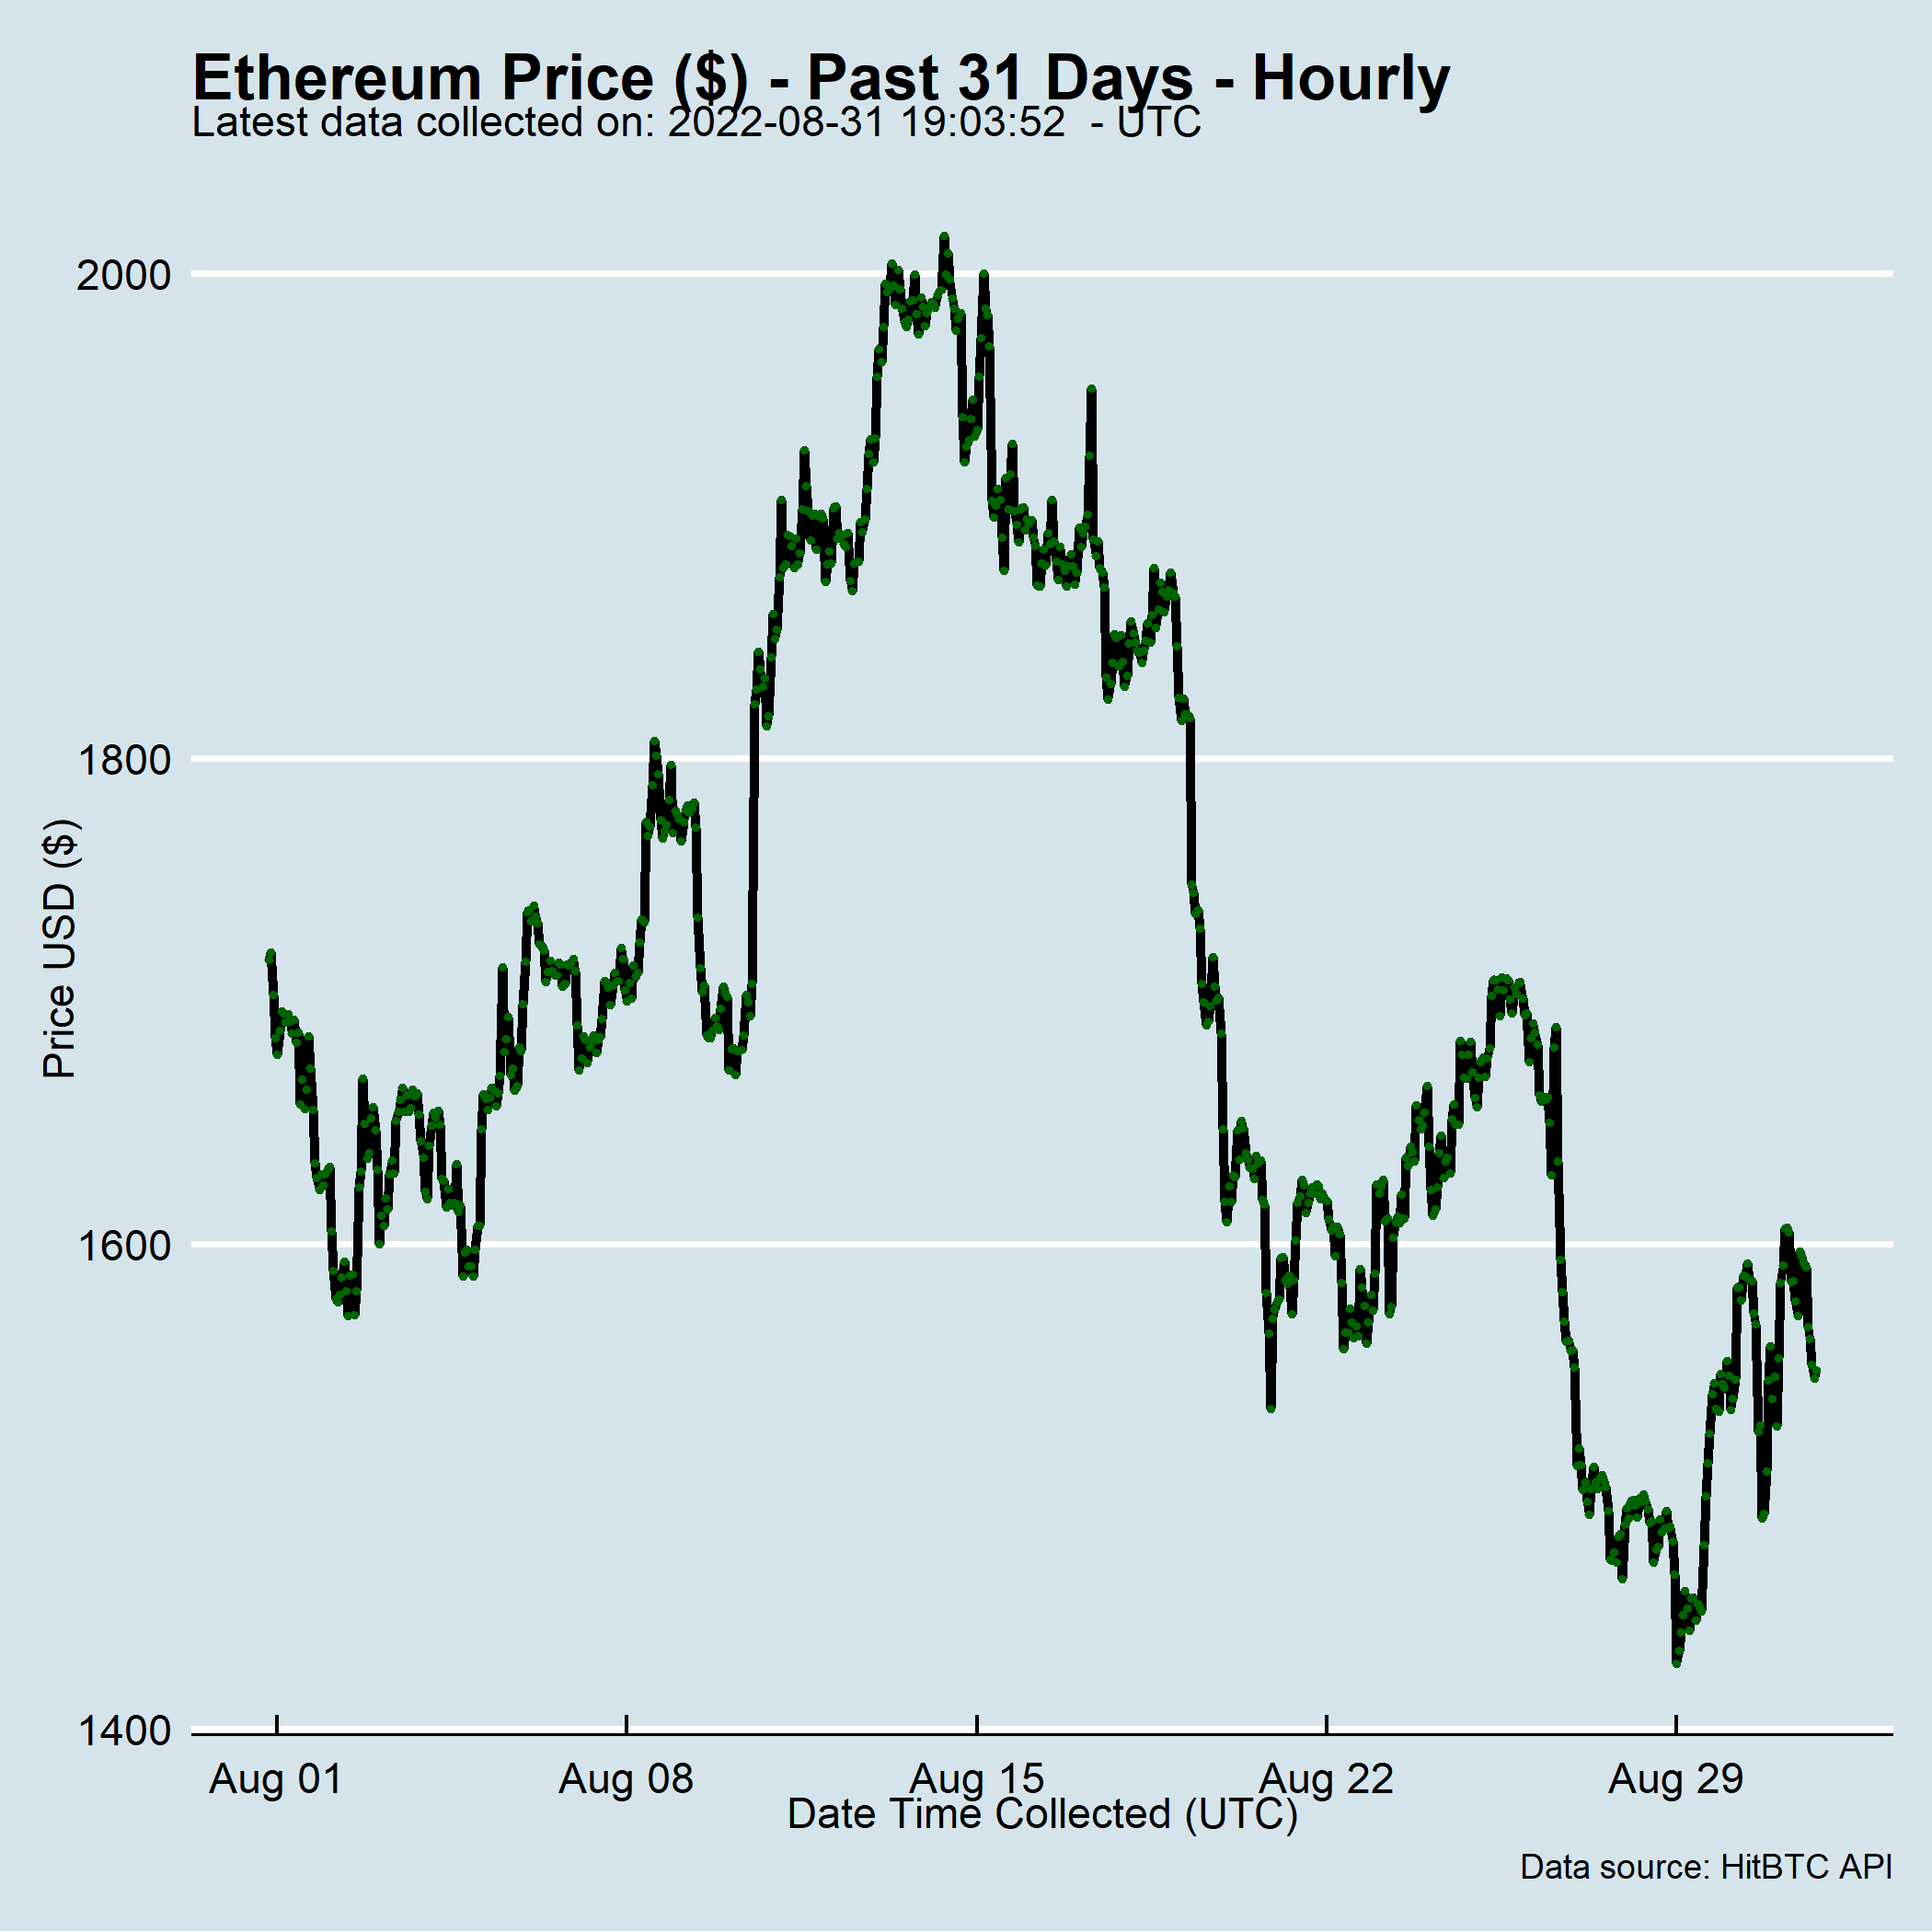 Ethereum Price ($) - Past 31 Days - Hourly
Latest data collected on: 2022-08-31 19:03:52  - UTC
2000
1800
1600
1400
Price USD ($)
Aug 01 Aug 08 Aug 15 Aug 22 Aug 29
Date Time Collected (UTC)
Data source: HitBTC API